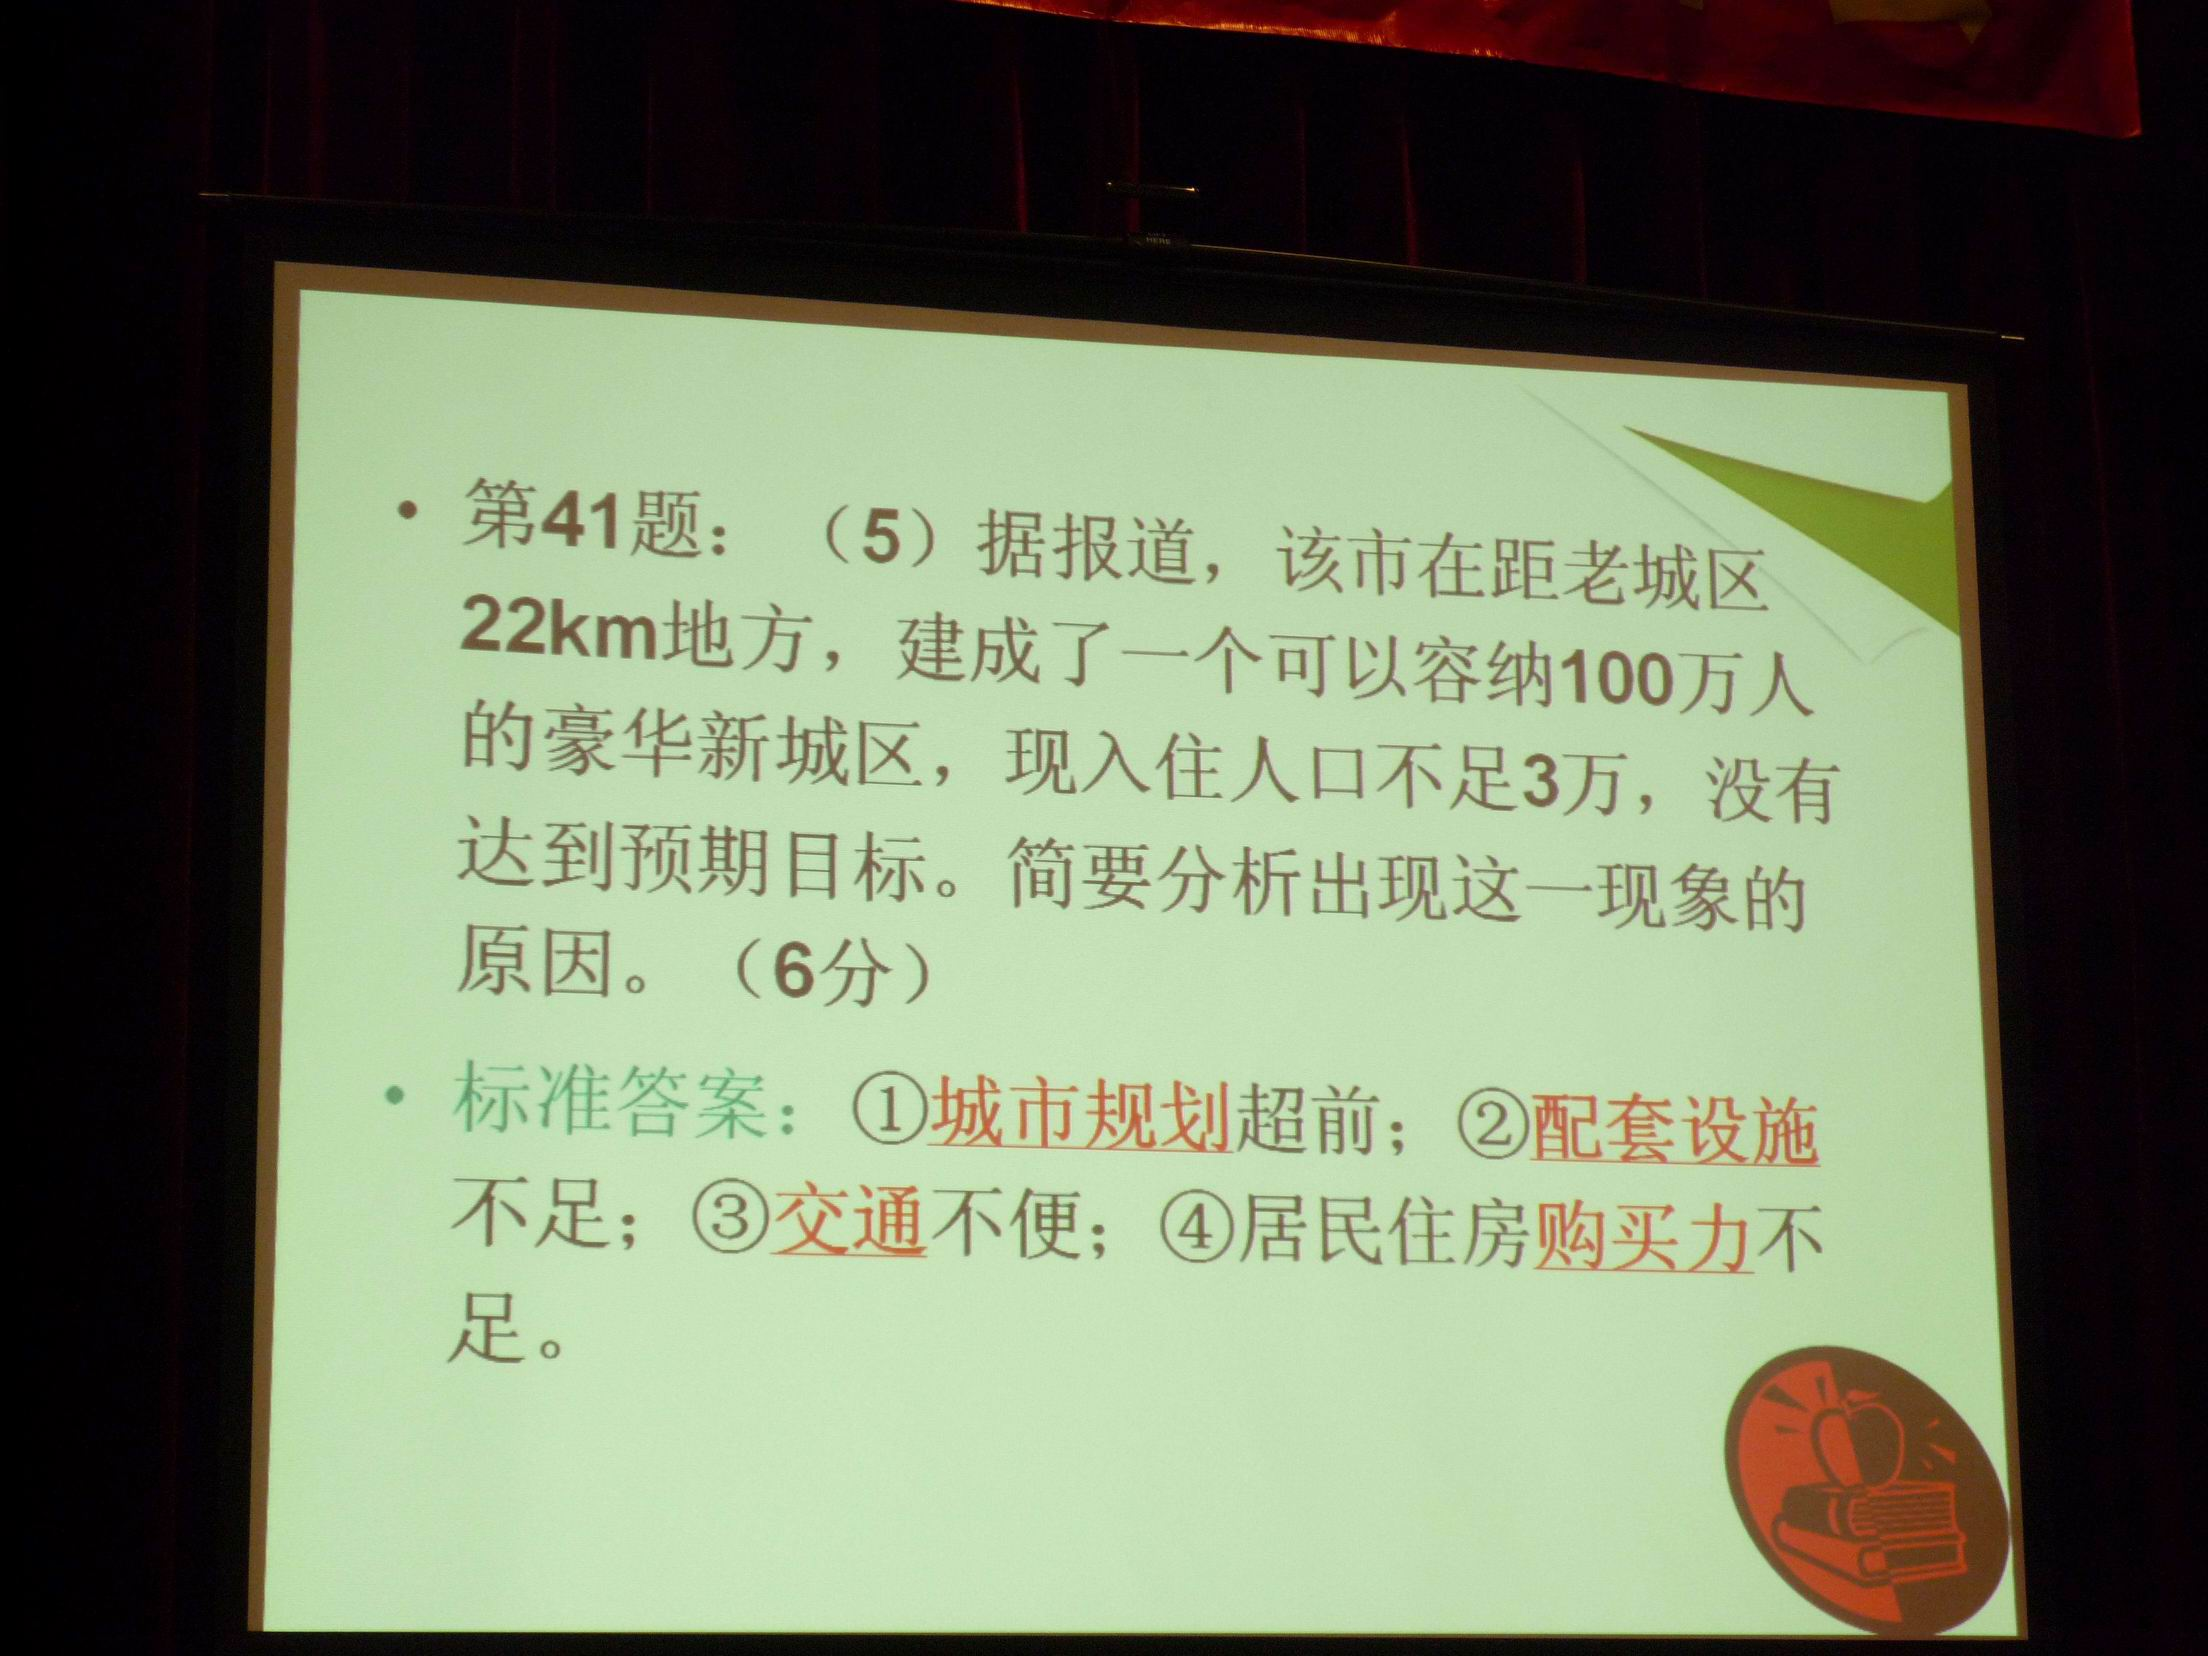 第41题：（5）据报道，该市在距老城区
22km地方，建成了一个可以容纳100万人
的豪华新城区，现入住人口不足3万，没有
达到预期目标。简要分析出现这一现象的
原因。（6分）
标准答案：①城市规划超前；②配套设施
不足；③交通不便；④居民住房购买力不
足。